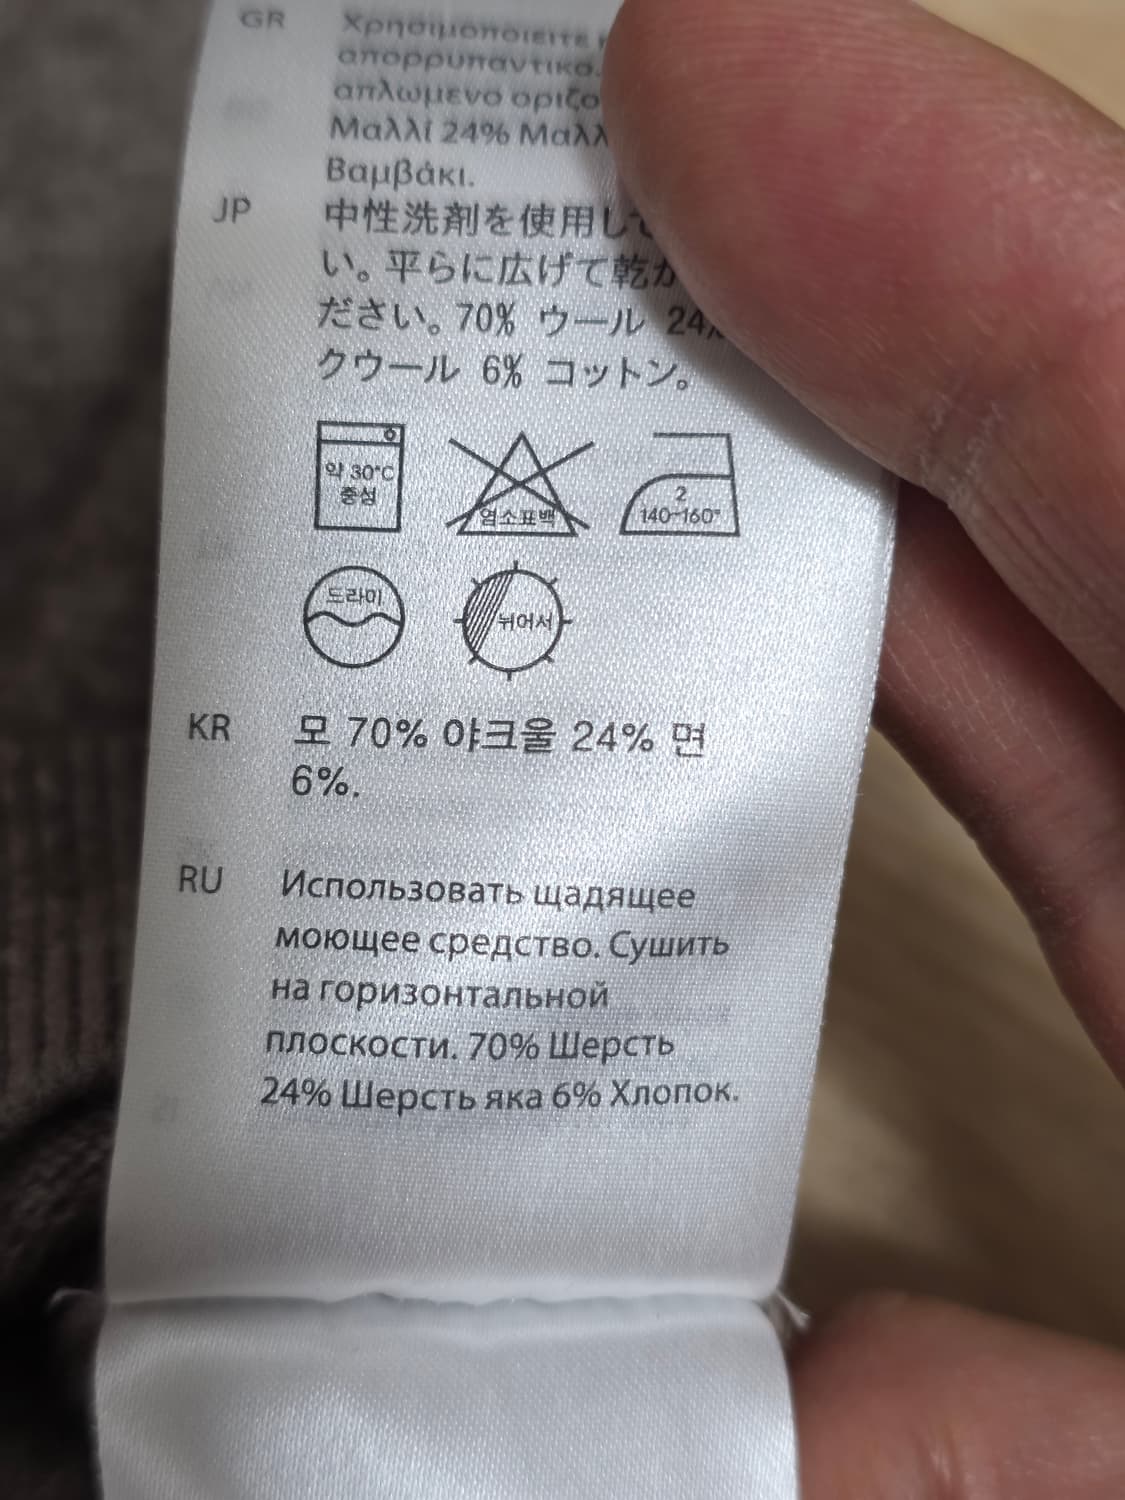 GR Χρησιμοποιείτε
απορρυπαντικό.
απλωμένο οριζό
Μαλλί 24% Μαλλ
Βαμβάκι.
JP 中性洗剤を使用して
い。平らに広げて乾か
ださい。70% ウール 24%
クウール 6% コットン。
약 30°C
중성
염소표백
2
140~160°
드라이
뉘어서
KR 모 70% 야크울 24% 면
6%.
RU Использовать щадящее
моющее средство. Сушить
на горизонтальной
плоскости. 70% Шерсть
24% Шерсть яка 6% Хлопок.